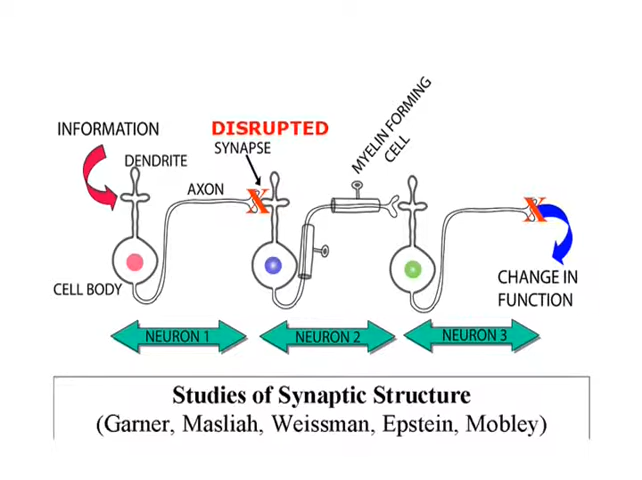 INFORMATION
DISRUPTED
SYNAPSE
MYELIN FORMING
CELL
DENDRITE
AXON
X
X
CELL BODY
CHANGE IN
FUNCTION
NEURON 1
NEURON 2
NEURON 3
Studies of Synaptic Structure
(Garner, Masliah, Weissman, Epstein, Mobley)